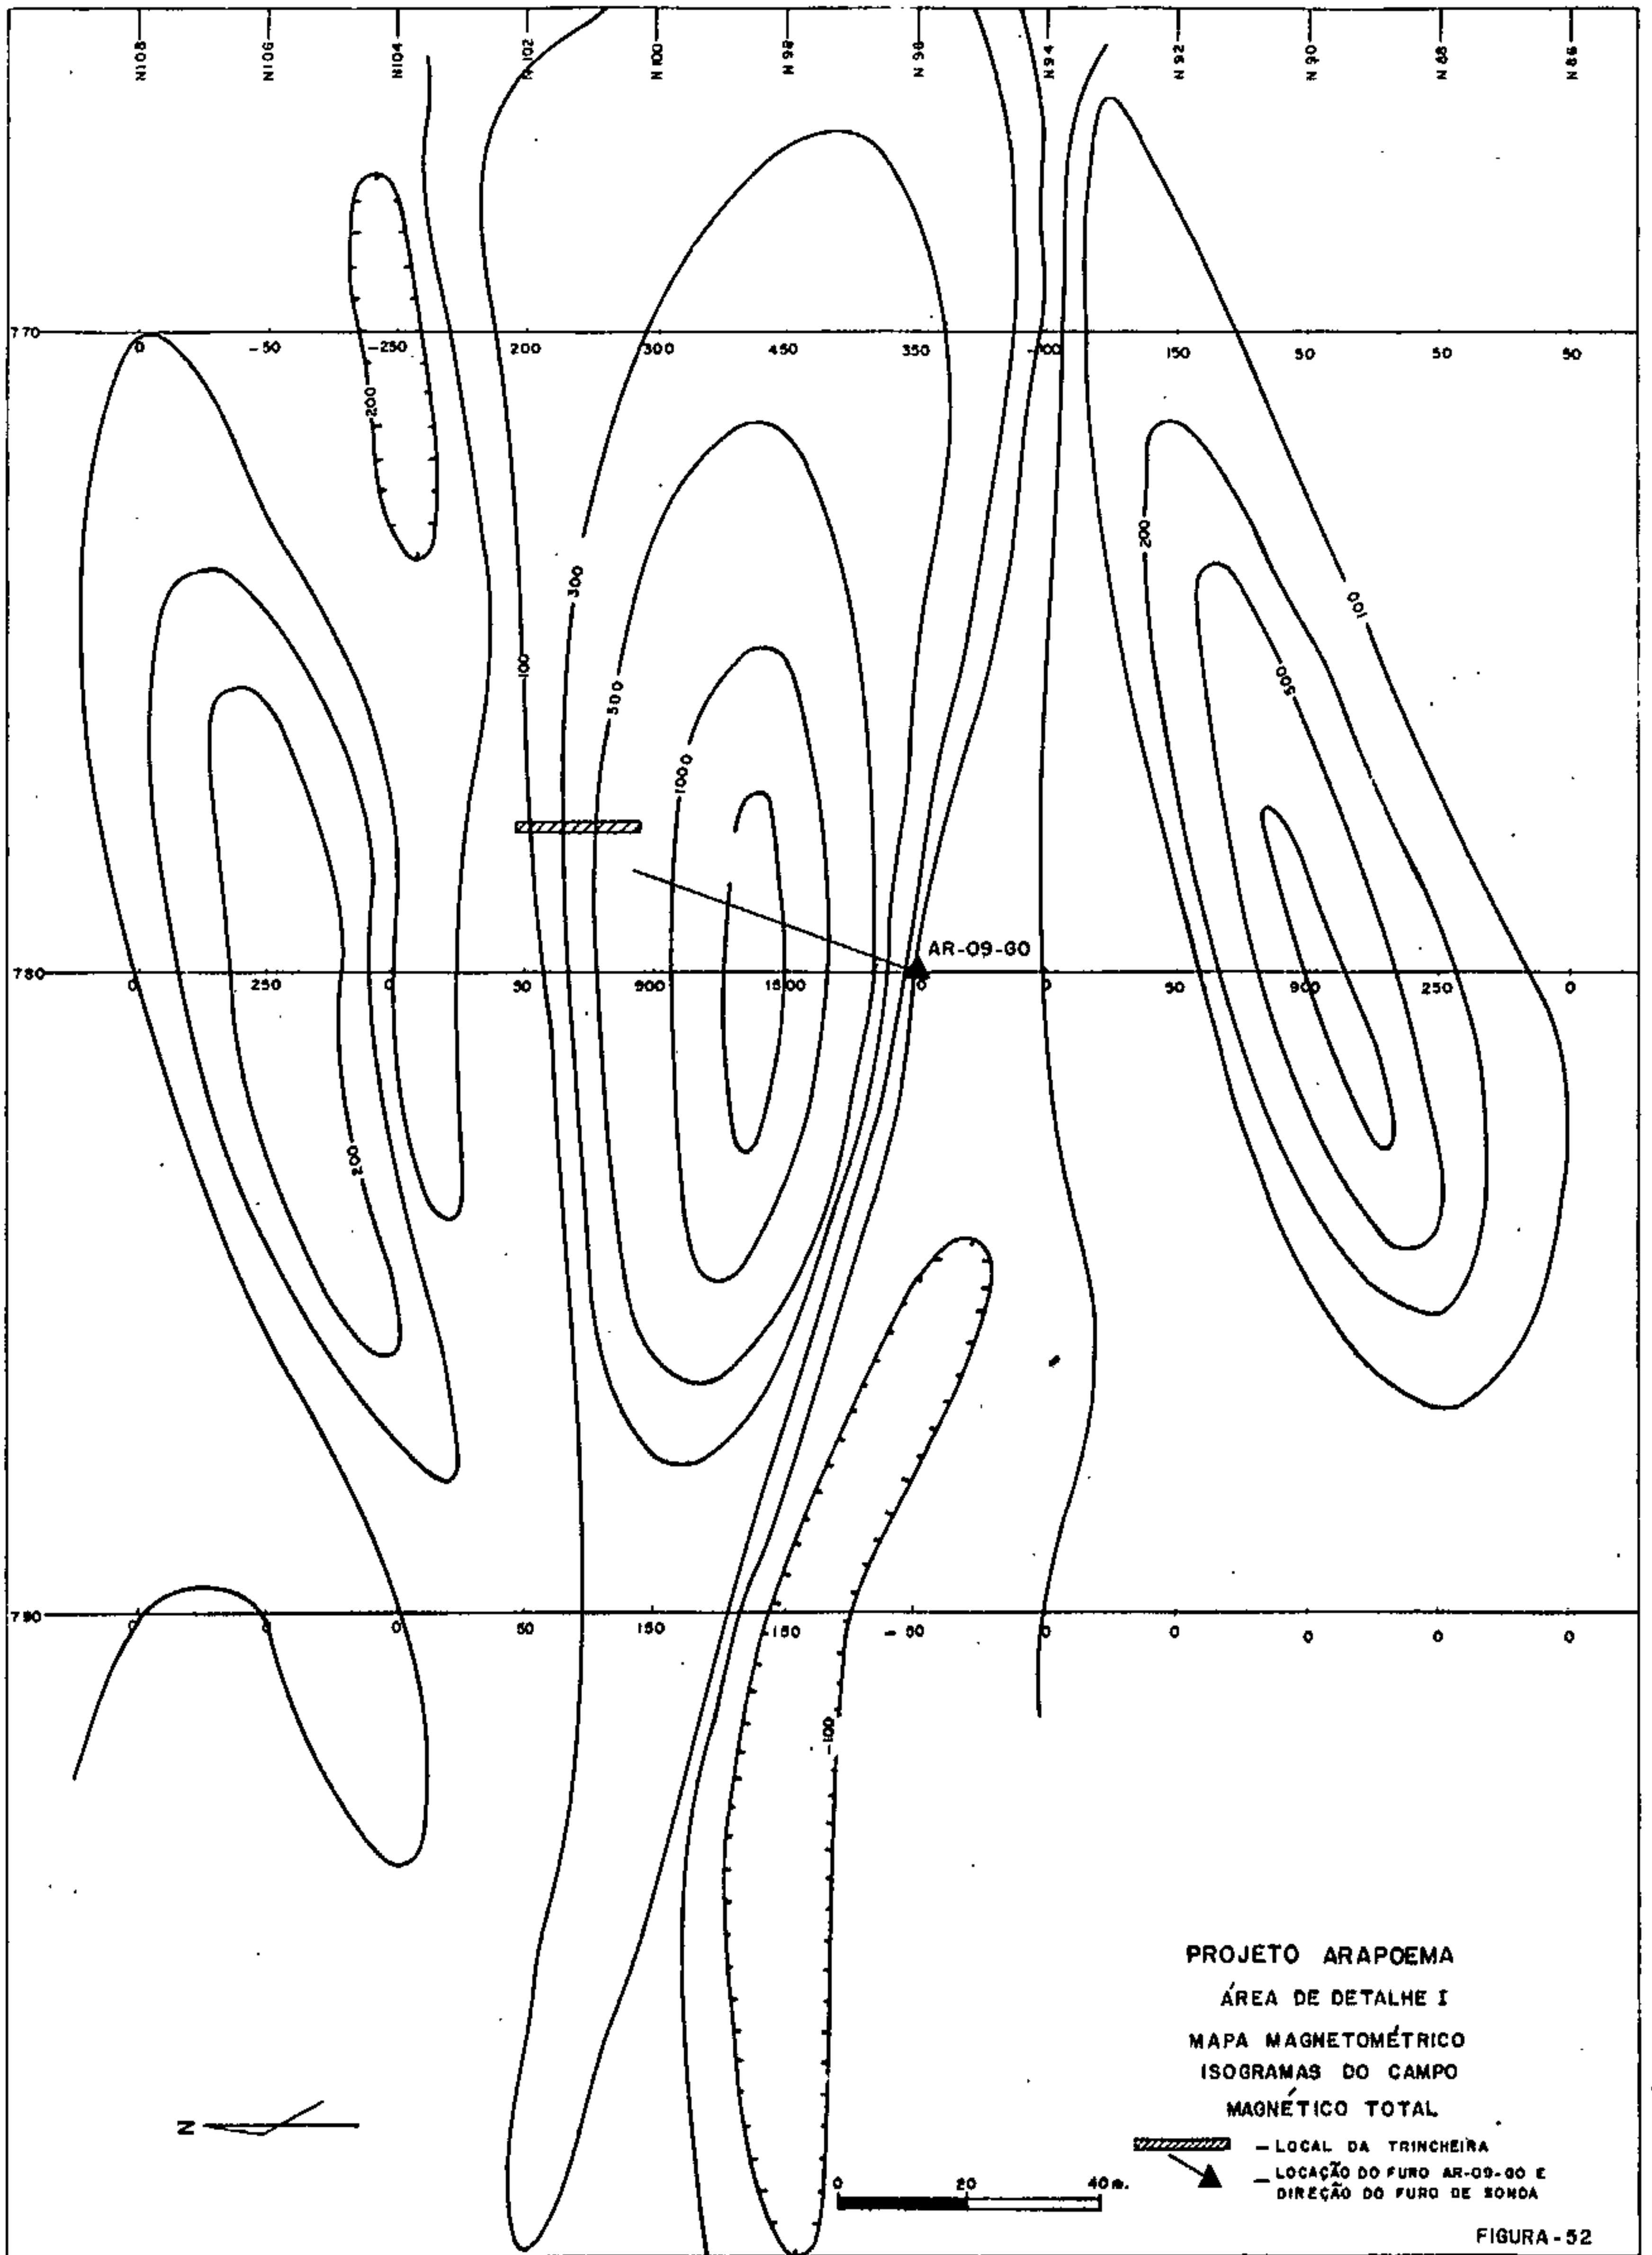 N108 N106 N104 N102 N100 N98 N96 N94 N92 N90 N88 N86
770
0 -50 -250 200 300 450 350 -100 150 50 50 50
-200
200
300
100
100
500
500
1000
AR-09-GO
780
0 250 0 50 900 1500 0 0 50 900 250 0
200
790
0 0 0 50 150 -150 -50 0 0 0 0 0
-100
PROJETO ARAPOEMA
ÁREA DE DETALHE I
MAPA MAGNETOMÉTRICO
ISOGRAMAS DO CAMPO
MAGNÉTICO TOTAL
N
— LOCAL DA TRINCHEIRA
— LOCAÇÃO DO FURO AR-09-GO E
DIREÇÃO DO FURO DE SONDA
0 20 40 m.
FIGURA-52